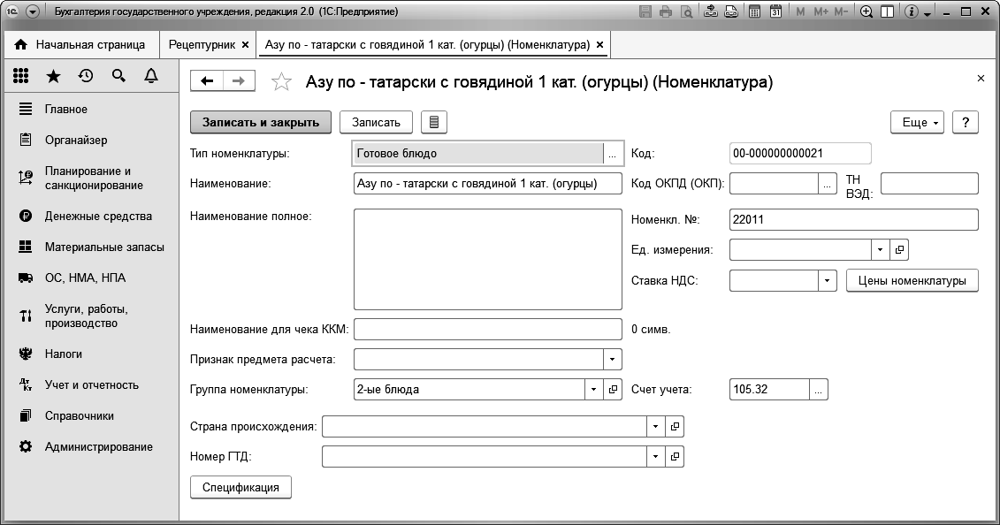 Бухгалтерия государственного учреждения, редакция 2.0 (1С:Предприятие)
M M+ M-
Начальная страница
Рецептурник ×
Азу по - татарски с говядиной 1 кат. (огурцы) (Номенклатура) ×
Азу по - татарски с говядиной 1 кат. (огурцы) (Номенклатура)
Записать и закрыть
Записать
Еще
?
Главное
Органайзер
Планирование и
санкционирование
Денежные средства
Материальные запасы
ОС, НМА, НПА
Услуги, работы,
производство
Налоги
Учет и отчетность
Справочники
Администрирование
Тип номенклатуры: Готовое блюдо ...
Код: 00-000000000021
Наименование: Азу по - татарски с говядиной 1 кат. (огурцы)
Код ОКПД (ОКП): ...
ТН
ВЭД:
Наименование полное:
Номенкл. №: 22011
Ед. измерения:
Ставка НДС:
Цены номенклатуры
Наименование для чека ККМ:
0 симв.
Признак предмета расчета:
Группа номенклатуры: 2-ые блюда
Счет учета: 105.32 ...
Страна происхождения:
Номер ГТД:
Спецификация